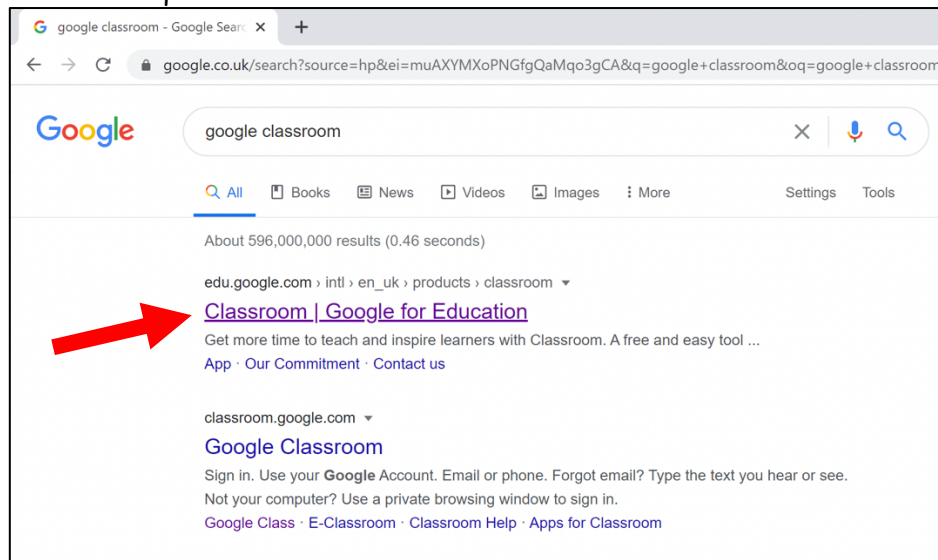 google classroom - Google Searc
google.co.uk/search?source=hp&ei=muAXYMXoPNGfgQaMqo3gCA&q=google+classroom&oq=google+classroom
Google
google classroom
All Books News Videos Images More Settings Tools
About 596,000,000 results (0.46 seconds)
edu.google.com › intl › en_uk › products › classroom
Classroom | Google for Education
Get more time to teach and inspire learners with Classroom. A free and easy tool ...
App · Our Commitment · Contact us
classroom.google.com
Google Classroom
Sign in. Use your Google Account. Email or phone. Forgot email? Type the text you hear or see.
Not your computer? Use a private browsing window to sign in.
Google Class · E-Classroom · Classroom Help · Apps for Classroom